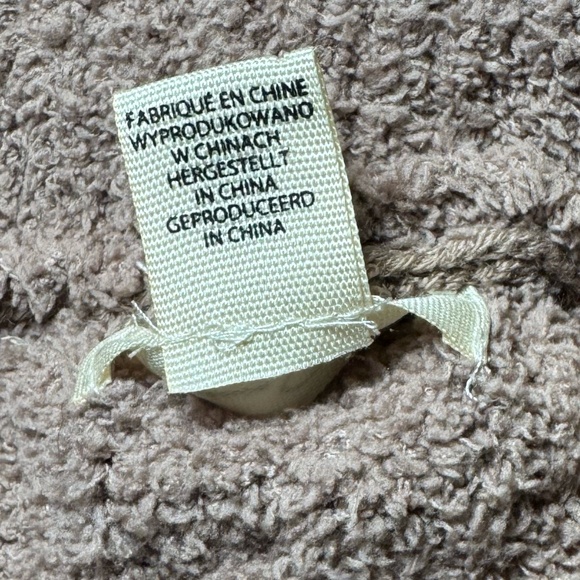 FABRIQUÉ EN CHINE
WYPRODUKOWANO
W CHINACH
HERGESTELLT
IN CHINA
GEPRODUCEERD
IN CHINA